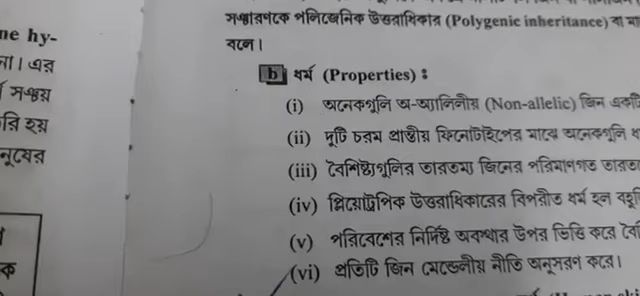 ne hy-
না। এর
সঞ্চয়
রি হয়
নুষের
ক
সঞ্চারণকে পলিজেনিক উত্তরাধিকার (Polygenic inheritance) বা
বলে।
b ধর্ম (Properties) :
(i) অনেকগুলি অ-অ্যালিলীয় (Non-allelic) জিন একটি
(ii) দুটি চরম প্রান্তীয় ফিনোটাইপের মাঝে অনেকগুলি
(iii) বৈশিষ্ট্যগুলির তারতম্য জিনের পরিমাণগত
(iv) প্লিয়োট্রপিক উত্তরাধিকারের বিপরীত ধর্ম হল
(v) পরিবেশের নির্দিষ্ট অবস্থার উপর ভিত্তি করে
(vi) প্রতিটি জিন মেন্ডেলীয় নীতি অনুসরণ করে।